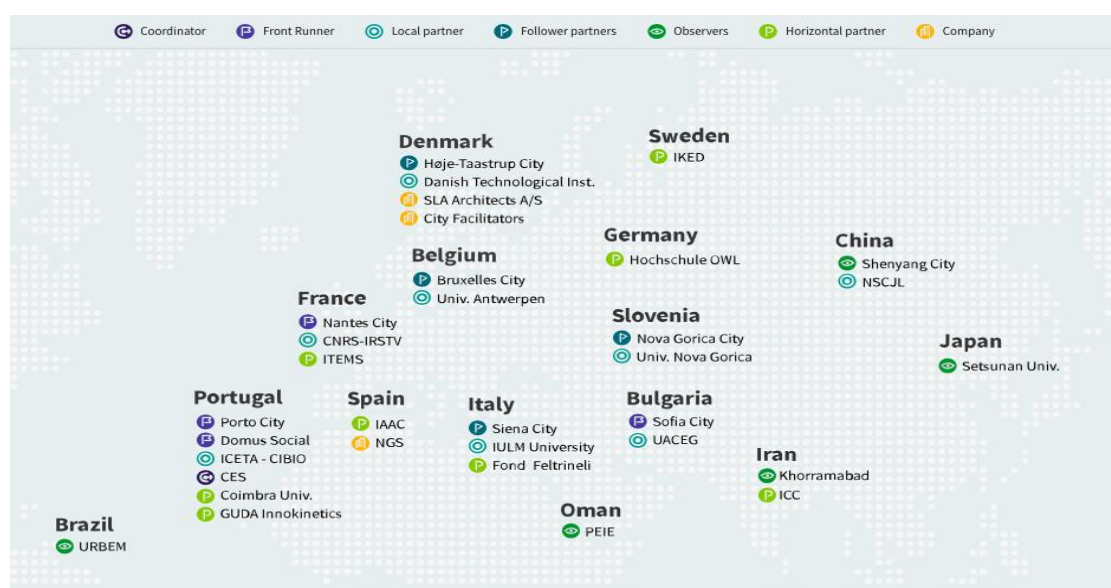 Coordinator Front Runner Local partner Follower partners Observers Horizontal partner Company
Denmark
Høje-Taastrup City
Danish Technological Inst.
SLA Architects A/S
City Facilitators
Sweden
IKED
Germany
Hochschule OWL
China
Shenyang City
NSCJL
Belgium
Bruxelles City
Univ. Antwerpen
France
Nantes City
CNRS-IRSTV
ITEMS
Slovenia
Nova Gorica City
Univ. Nova Gorica
Japan
Setsunan Univ.
Portugal
Porto City
Domus Social
ICETA - CIBIO
CES
Coimbra Univ.
GUDA Innokinetics
Spain
IAAC
NGS
Italy
Siena City
IULM University
Fond Feltrineli
Bulgaria
Sofia City
UACEG
Iran
Khorramabad
ICC
Oman
PEIE
Brazil
URBEM